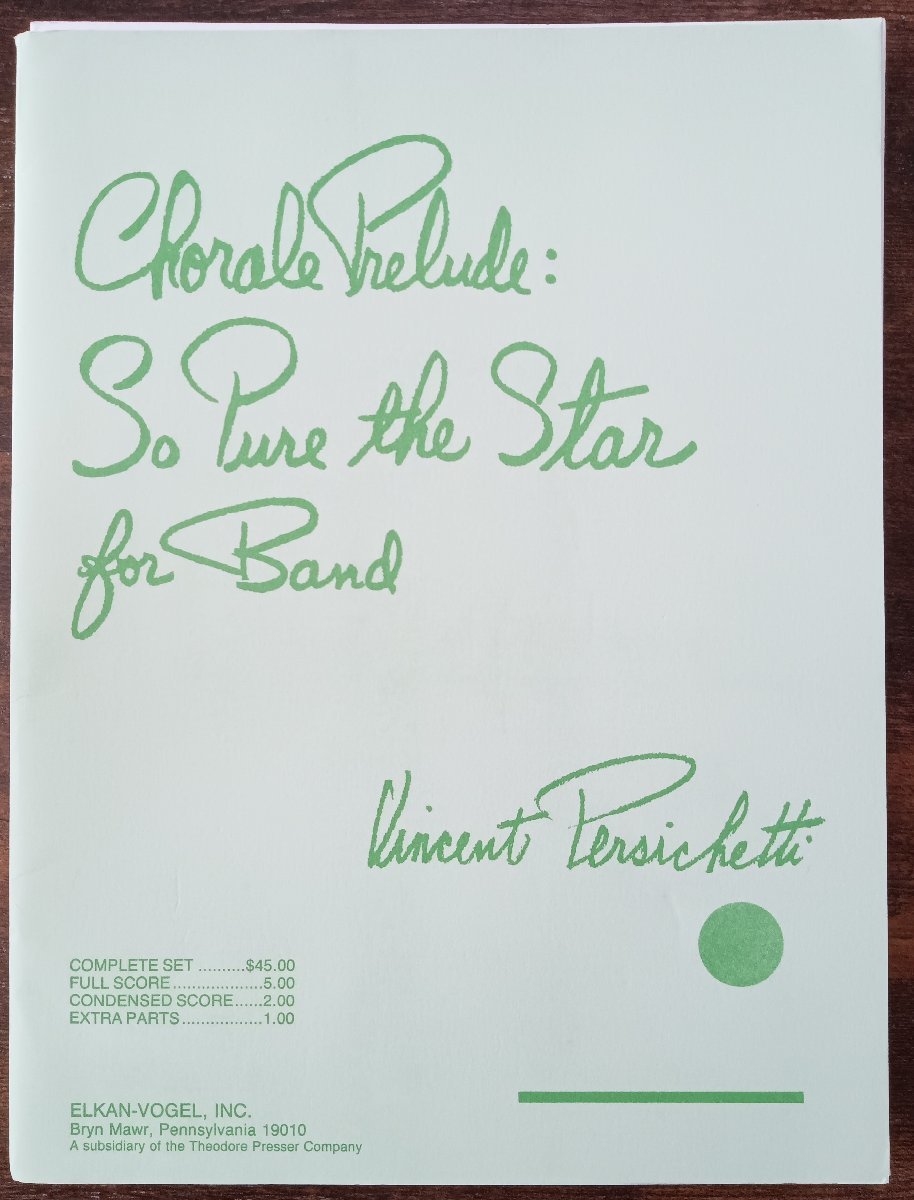 Chorale Prelude:
So Pure the Star
for Band
Vincent Persichetti
COMPLETE SET ..........$45.00
FULL SCORE...................5.00
CONDENSED SCORE......2.00
EXTRA PARTS.................1.00
ELKAN-VOGEL, INC.
Bryn Mawr, Pennsylvania 19010
A subsidiary of the Theodore Presser Company